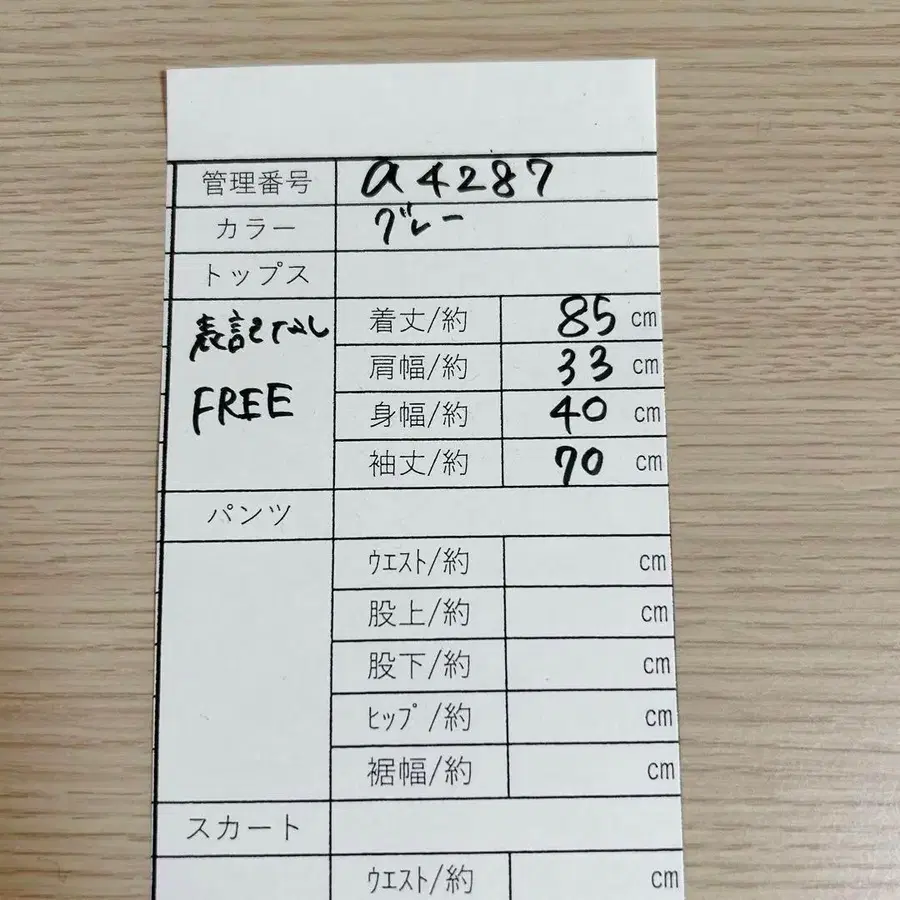 管理番号 a4287
カラー グレー
トップス
表記なし
FREE
着丈/約 85 cm
肩幅/約 33 cm
身幅/約 40 cm
袖丈/約 70 cm
パンツ
ｳｴｽﾄ/約 cm
股上/約 cm
股下/約 cm
ﾋｯﾌﾟ/約 cm
裾幅/約 cm
スカート
ｳｴｽﾄ/約 cm